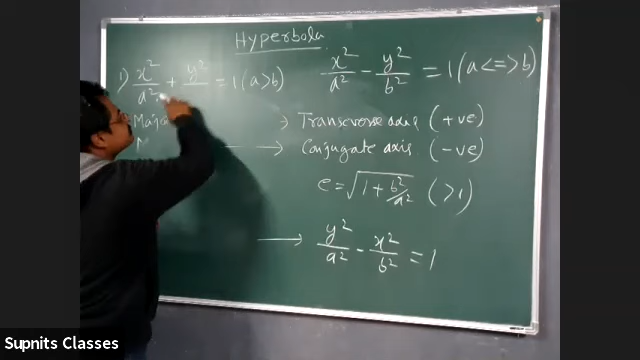 Hyperbola
1) x²/a² + y² = 1 (a>b)
x²/a² - y²/b² = 1 (a <=> b)
Transverse axis (+ve)
→ Conjugate axis (-ve)
e = √(1 + b²/a²) (>1)
→ y²/a² - x²/b² = 1
Supnits Classes